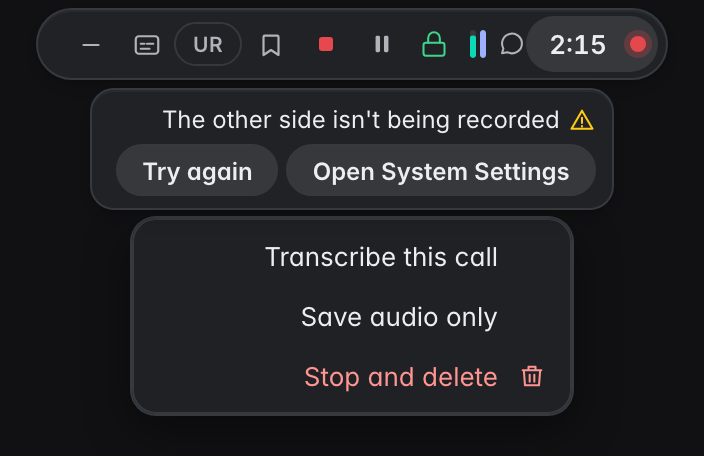 UR
2:15
The other side isn't being recorded
Try again
Open System Settings
Transcribe this call
Save audio only
Stop and delete